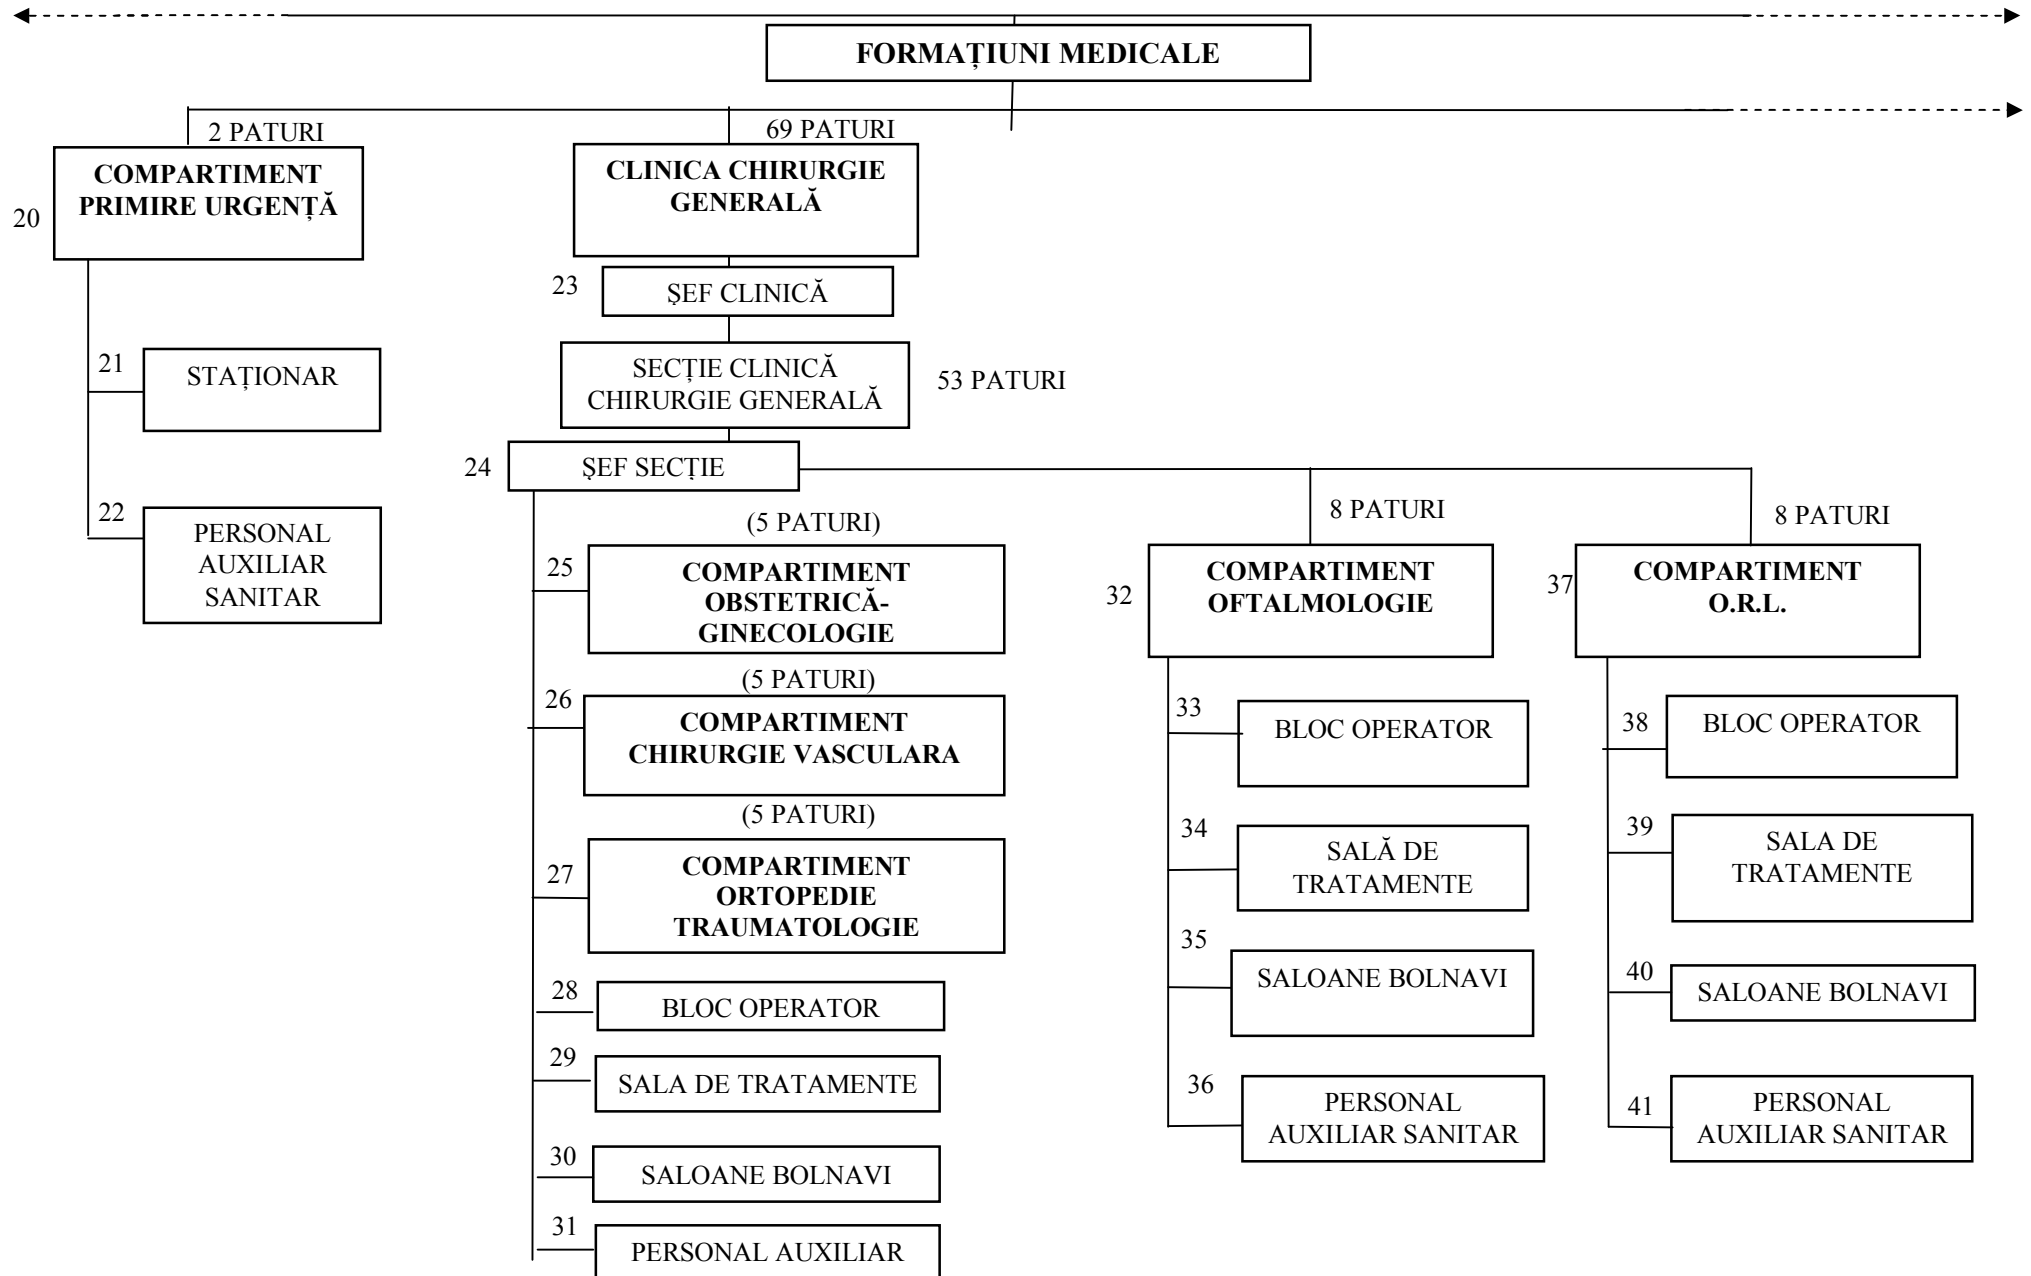 FORMAȚIUNI MEDICALE
2 PATURI
69 PATURI
COMPARTIMENT
PRIMIRE URGENȚĂ
20
CLINICA CHIRURGIE
GENERALĂ
23
ȘEF CLINICĂ
21
STAȚIONAR
SECȚIE CLINICĂ
CHIRURGIE GENERALĂ
53 PATURI
24
ȘEF SECȚIE
22
PERSONAL
AUXILIAR
SANITAR
(5 PATURI)
25
COMPARTIMENT
OBSTETRICĂ-
GINECOLOGIE
(5 PATURI)
26
COMPARTIMENT
CHIRURGIE VASCULARA
(5 PATURI)
27
COMPARTIMENT
ORTOPEDIE
TRAUMATOLOGIE
28
BLOC OPERATOR
29
SALA DE TRATAMENTE
30
SALOANE BOLNAVI
31
PERSONAL AUXILIAR
8 PATURI
32
COMPARTIMENT
OFTALMOLOGIE
33
BLOC OPERATOR
34
SALĂ DE
TRATAMENTE
35
SALOANE BOLNAVI
36
PERSONAL
AUXILIAR SANITAR
8 PATURI
37
COMPARTIMENT
O.R.L.
38
BLOC OPERATOR
39
SALA DE
TRATAMENTE
40
SALOANE BOLNAVI
41
PERSONAL
AUXILIAR SANITAR